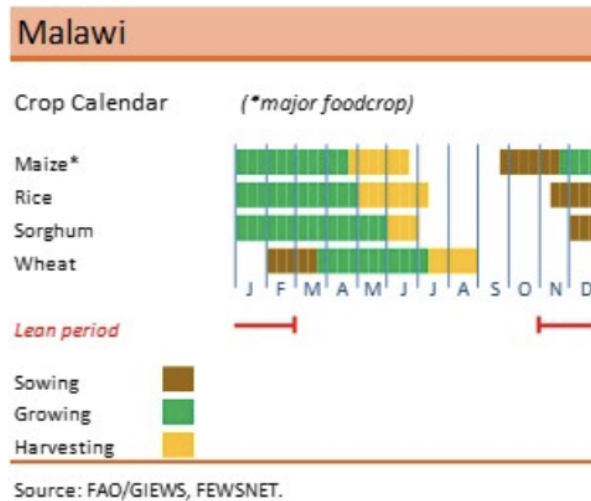 Malawi
Crop Calendar (*major foodcrop)
Maize*
Rice
Sorghum
Wheat
J F M A M J J A S O N D
Lean period
Sowing
Growing
Harvesting
Source: FAO/GIEWS, FEWSNET.